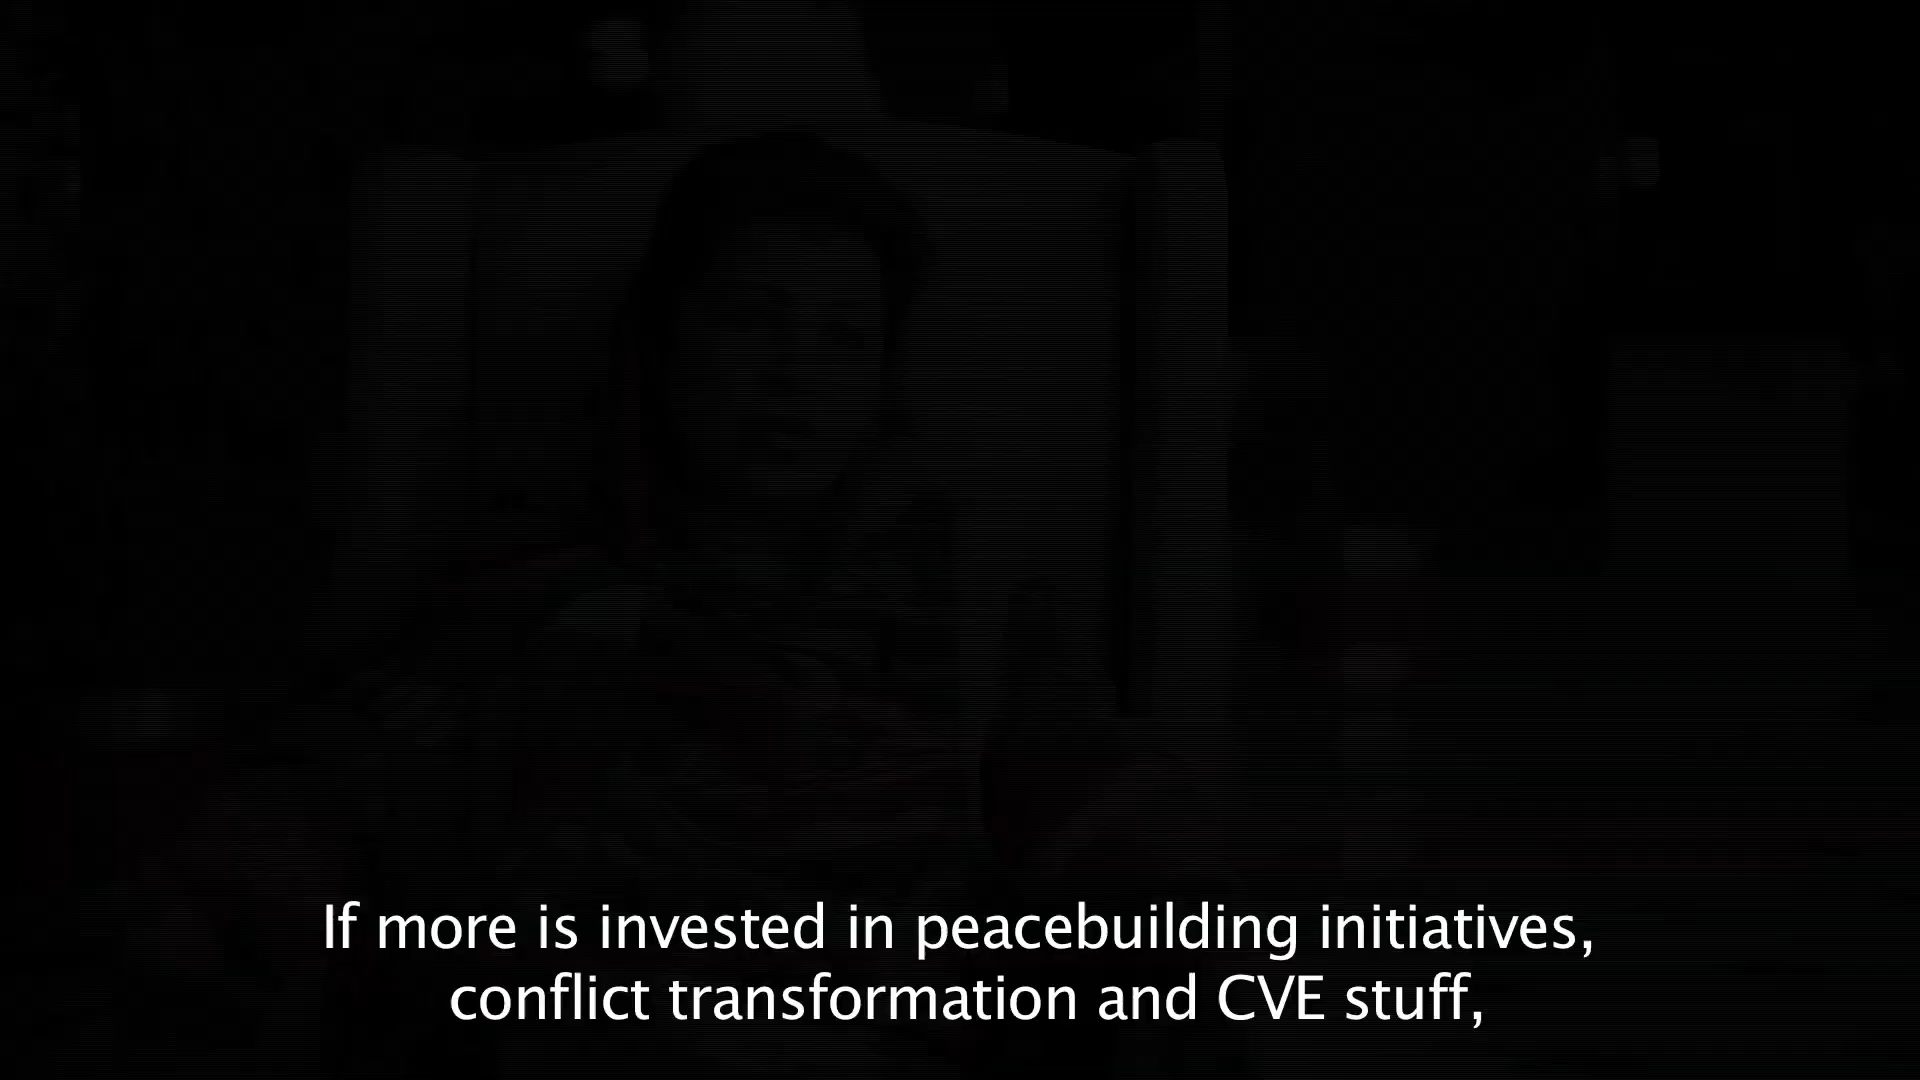 If more is invested in peacebuilding initiatives,
conflict transformation and CVE stuff,